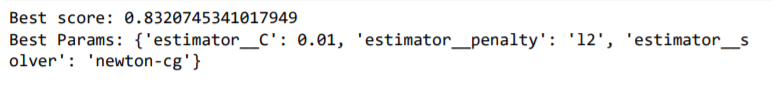 Best score: 0.8320745341017949
Best Params: {'estimator__C': 0.01, 'estimator__penalty': 'l2', 'estimator__s
olver': 'newton-cg'}